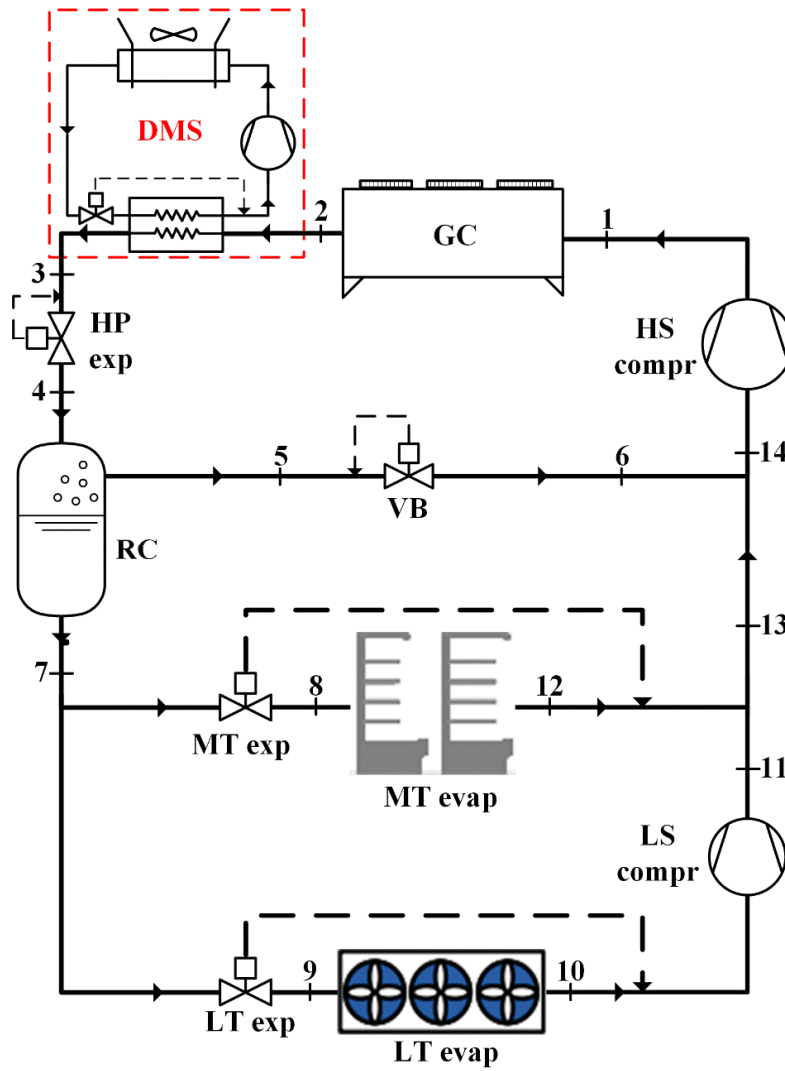 DMS
2
GC
1
3
HP
exp
HS
compr
4
5
6
14
VB
RC
13
7
8
12
MT exp
MT evap
11
LS
compr
9
10
LT exp
LT evap